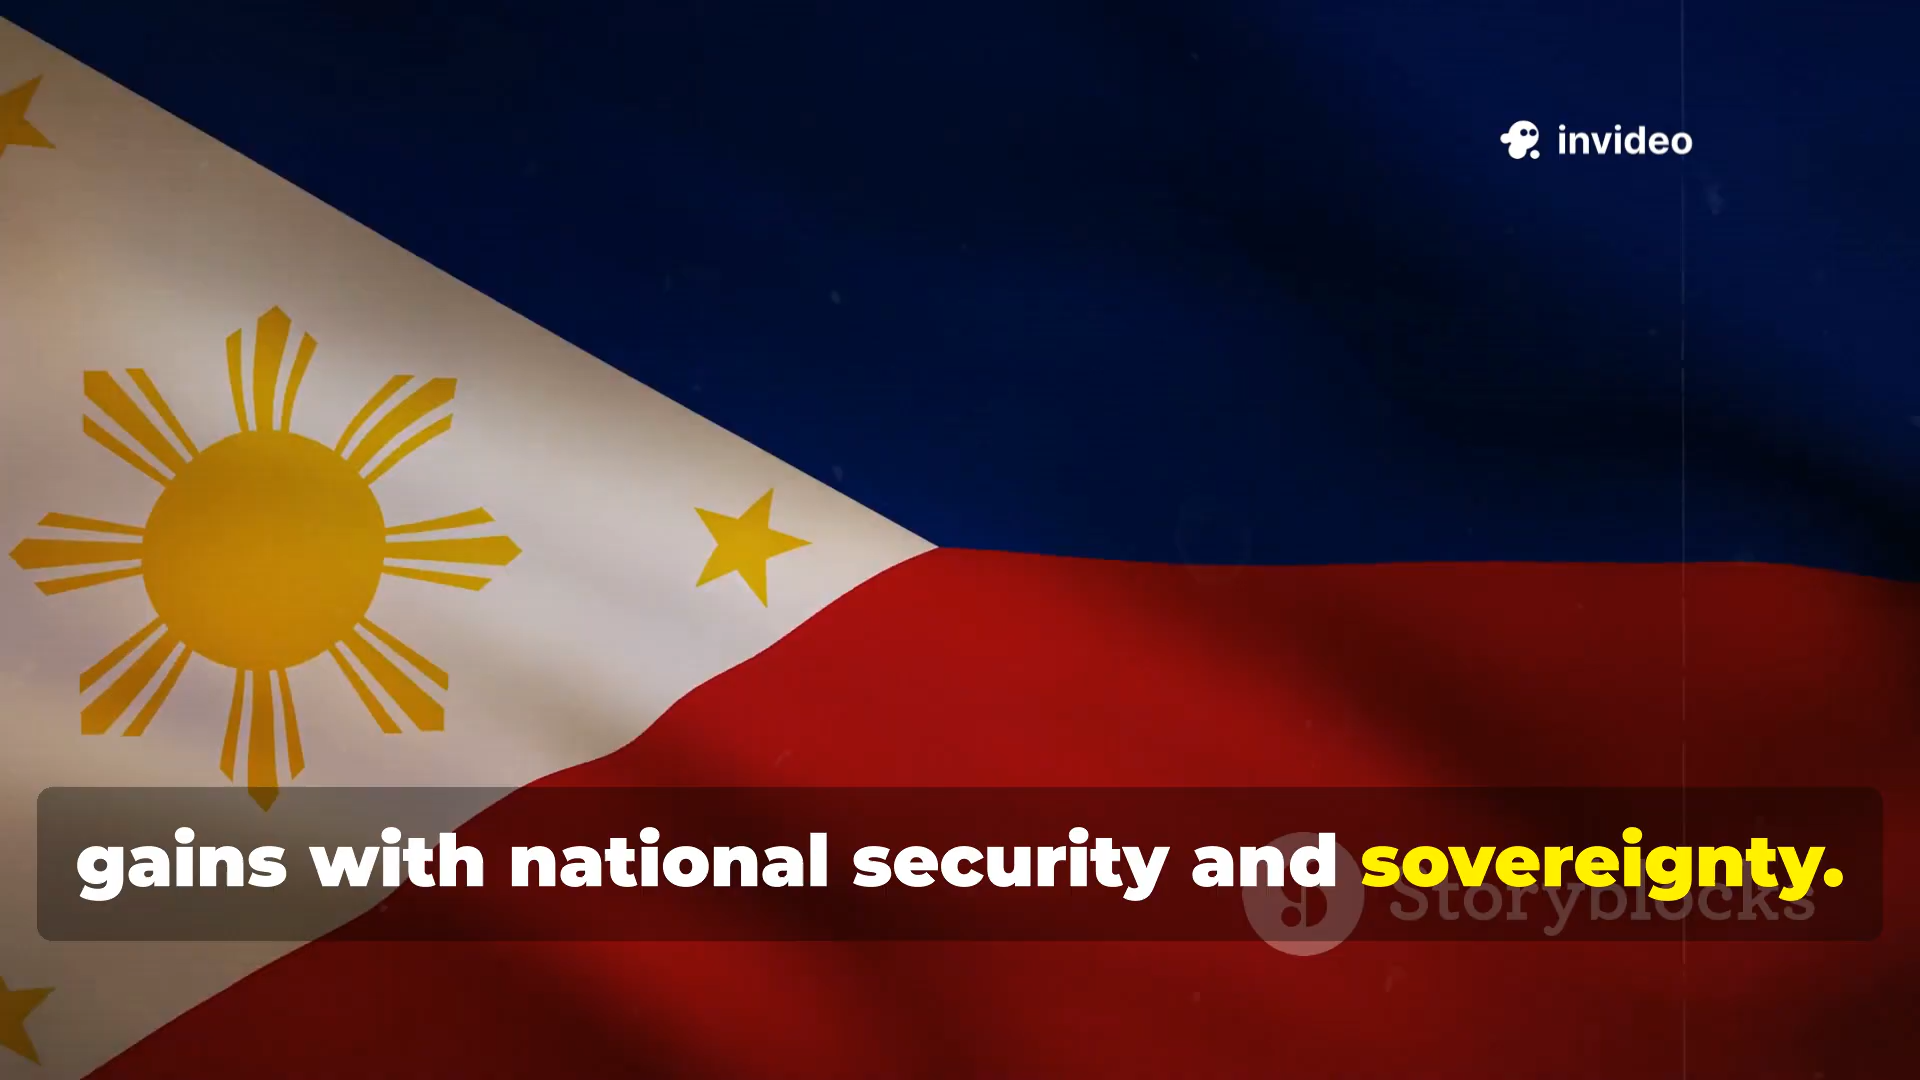 invideo
gains with national security and sovereignty.
Storyblocks